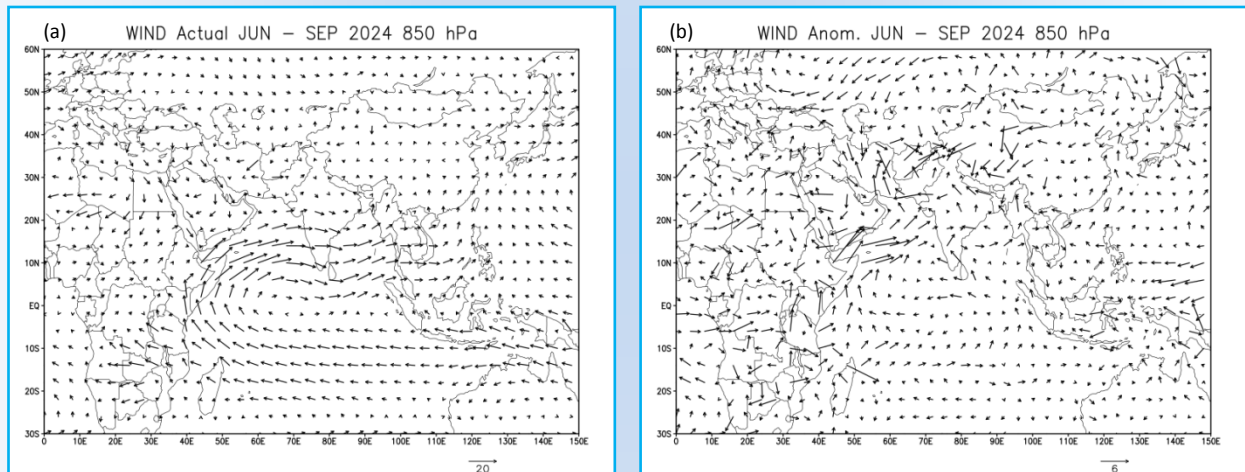 (a) WIND Actual JUN – SEP 2024 850 hPa
60N
50N
40N
30N
20N
10N
EQ
10S
20S
30S
0 10E 20E 30E 40E 50E 60E 70E 80E 90E 100E 110E 120E 130E 140E 150E
20
(b) WIND Anom. JUN – SEP 2024 850 hPa
60N
50N
40N
30N
20N
10N
EQ
10S
20S
30S
0 10E 20E 30E 40E 50E 60E 70E 80E 90E 100E 110E 120E 130E 140E 150E
6